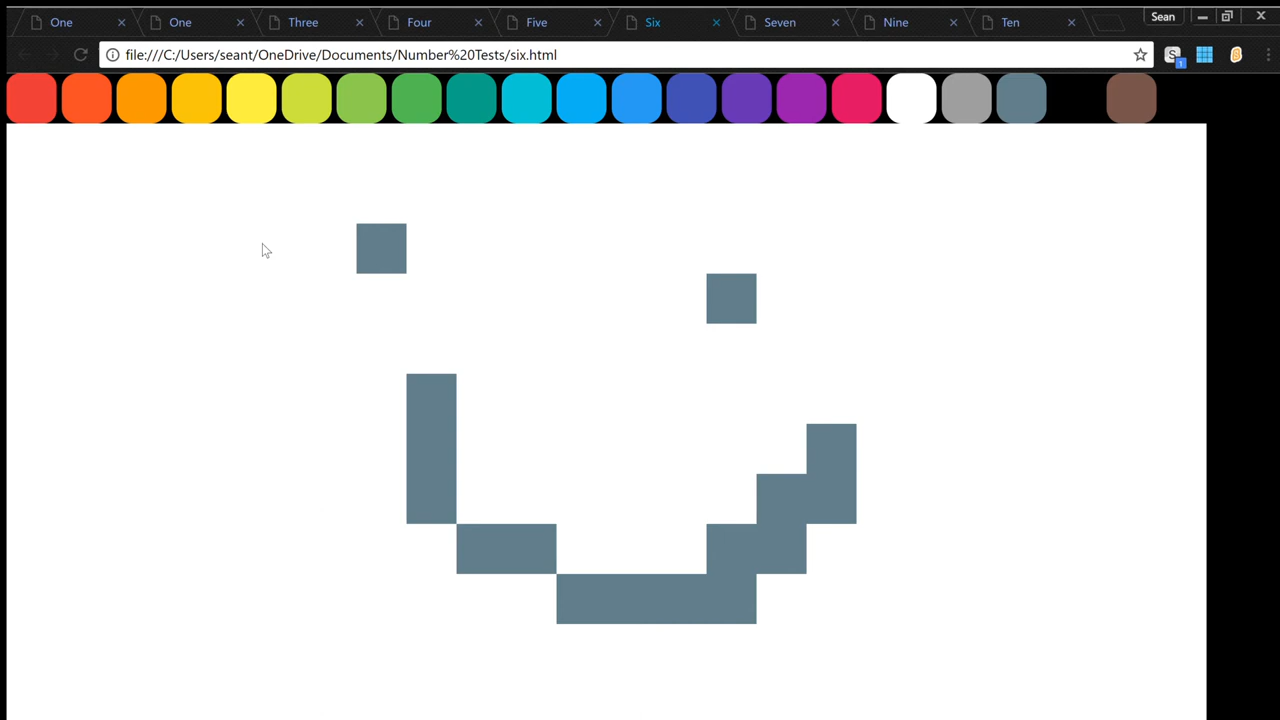 One One Three Four Five Six Seven Nine Ten Sean
file:///C:/Users/seant/OneDrive/Documents/Number%20Tests/six.html S 1